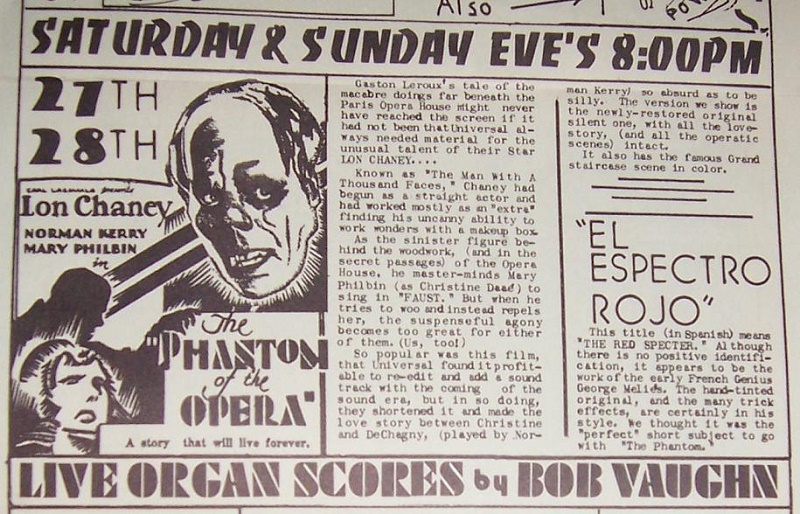 Also
SATURDAY & SUNDAY EVE'S 8:00PM
27TH
28TH
CARL LAEMMLE presents
Lon Chaney
NORMAN KERRY
MARY PHILBIN
in
The
"PHANTOM
of the
OPERA"
A story that will live forever.
Gaston Leroux's tale of the
macabre doings far beneath the
Paris Opera House might never
have reached the screen if it
had not been that Universal al-
ways needed material for the
unusual talent of their Star
LON CHANEY....
Known as "The Man With A
Thousand Faces," Chaney had
begun as a straight actor and
had worked mostly as an "extra"
finding his uncanny ability to
work wonders with a makeup box.
As the sinister figure be-
hind the woodwork, (and in the
secret passages) of the Opera
House, he master-minds Mary
Philbin (as Christine Daaé) to
sing in "FAUST." But when he
tries to woo and instead repels
her, the suspenseful agony
becomes too great for either
of them. (Us, too!)
So popular was this film,
that Universal found it profit-
able to re-edit and add a sound
track with the coming of the
sound era, but in so doing,
they shortened it and made the
love story between Christine
and DeChagny, (played by Nor-
man Kerry) so absurd as to be
silly. The version we show is
the newly-restored original
silent one, with all the love-
story, (and all the operatic
scenes) intact.
It also has the famous Grand
staircase scene in color.
"EL
ESPECTRO
ROJO"
This title (in Spanish) means
"THE RED SPECTER." Although
there is no positive identifi-
cation, it appears to be the
work of the early French Genius
George Meliés. The hand-tinted
original, and the many trick
effects, are certainly in his
style. We thought it was the
"perfect" short subject to go
with "The Phantom.
LIVE ORGAN SCORES by BOB VAUGHN